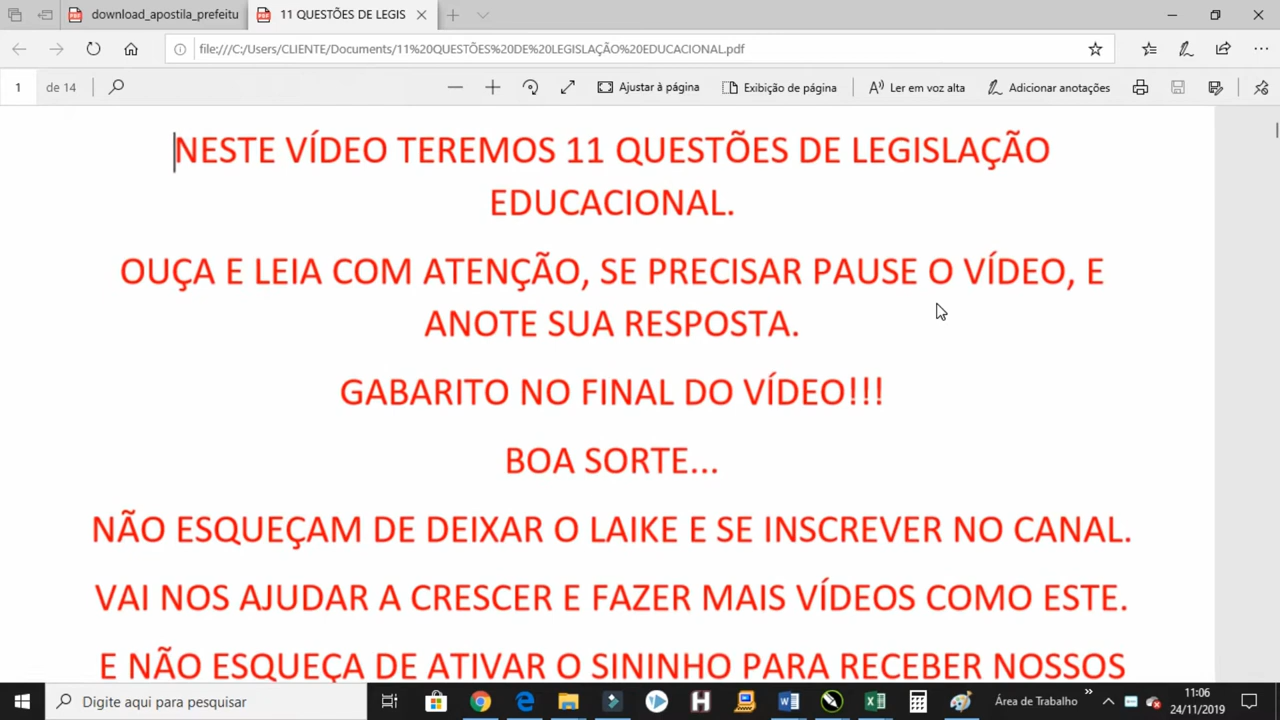 download_apostila_prefeitu
11 QUESTÕES DE LEGIS
file:///C:/Users/CLIENTE/Documents/11%20QUESTÕES%20DE%20LEGISLAÇÃO%20EDUCACIONAL.pdf
1 de 14
Ajustar à página
Exibição de página
Ler em voz alta
Adicionar anotações
NESTE VÍDEO TEREMOS 11 QUESTÕES DE LEGISLAÇÃO
EDUCACIONAL.
OUÇA E LEIA COM ATENÇÃO, SE PRECISAR PAUSE O VÍDEO, E
ANOTE SUA RESPOSTA.
GABARITO NO FINAL DO VÍDEO!!!
BOA SORTE...
NÃO ESQUEÇAM DE DEIXAR O LAIKE E SE INSCREVER NO CANAL.
VAI NOS AJUDAR A CRESCER E FAZER MAIS VÍDEOS COMO ESTE.
E NÃO ESQUEÇA DE ATIVAR O SININHO PARA RECEBER NOSSOS
Digite aqui para pesquisar
Área de Trabalho
11:06
24/11/2019